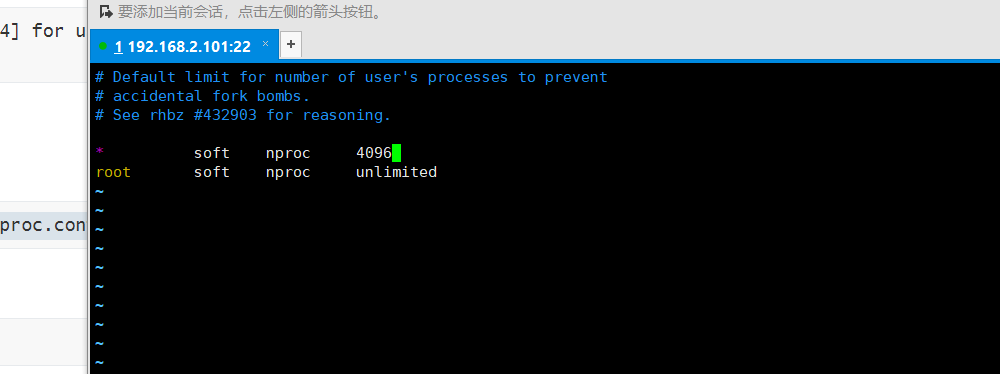 要添加当前会话，点击左侧的箭头按钮。
4] for u
1 192.168.2.101:22 × +
# Default limit for number of user's processes to prevent
# accidental fork bombs.
# See rhbz #432903 for reasoning.
* soft nproc 4096
root soft nproc unlimited
~
~
proc.con
~
~
~
~
~
~
~
~